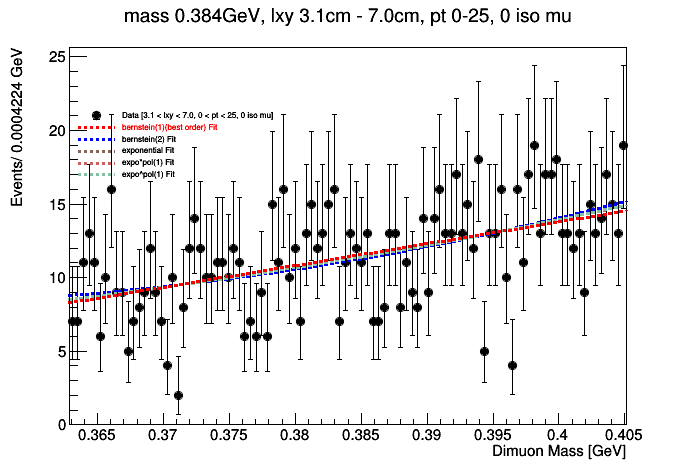 mass 0.384GeV, lxy 3.1cm - 7.0cm, pt 0-25, 0 iso mu
Events/ 0.0004224 GeV
25
20
15
10
5
0
Data [3.1 < lxy < 7.0, 0 < pt < 25, 0 iso mu]
bernstein(1)(best order) Fit
bernstein(2) Fit
exponential Fit
expo*pol(1) Fit
expo^pol(1) Fit
0.365 0.37 0.375 0.38 0.385 0.39 0.395 0.4 0.405
Dimuon Mass [GeV]